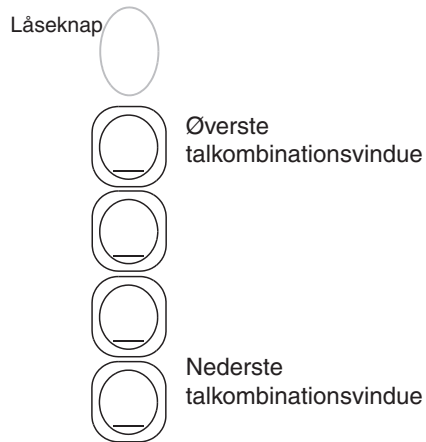 Låseknap
Øverste
talkombinationsvindue
Nederste
talkombinationsvindue